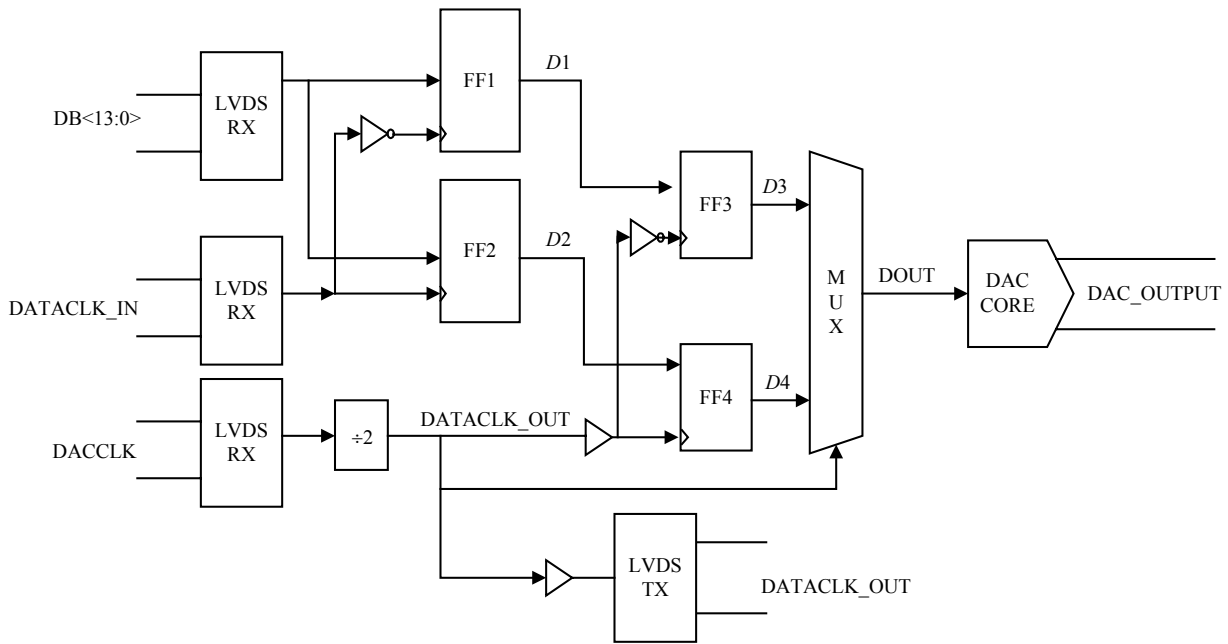 DB<13:0>
LVDS
RX
FF1
D1
DATACLK_IN
LVDS
RX
FF2
D2
DACCLK
LVDS
RX
÷2
DATACLK_OUT
FF3
D3
FF4
D4
M
U
X
DOUT
DAC
CORE
DAC_OUTPUT
LVDS
TX
DATACLK_OUT